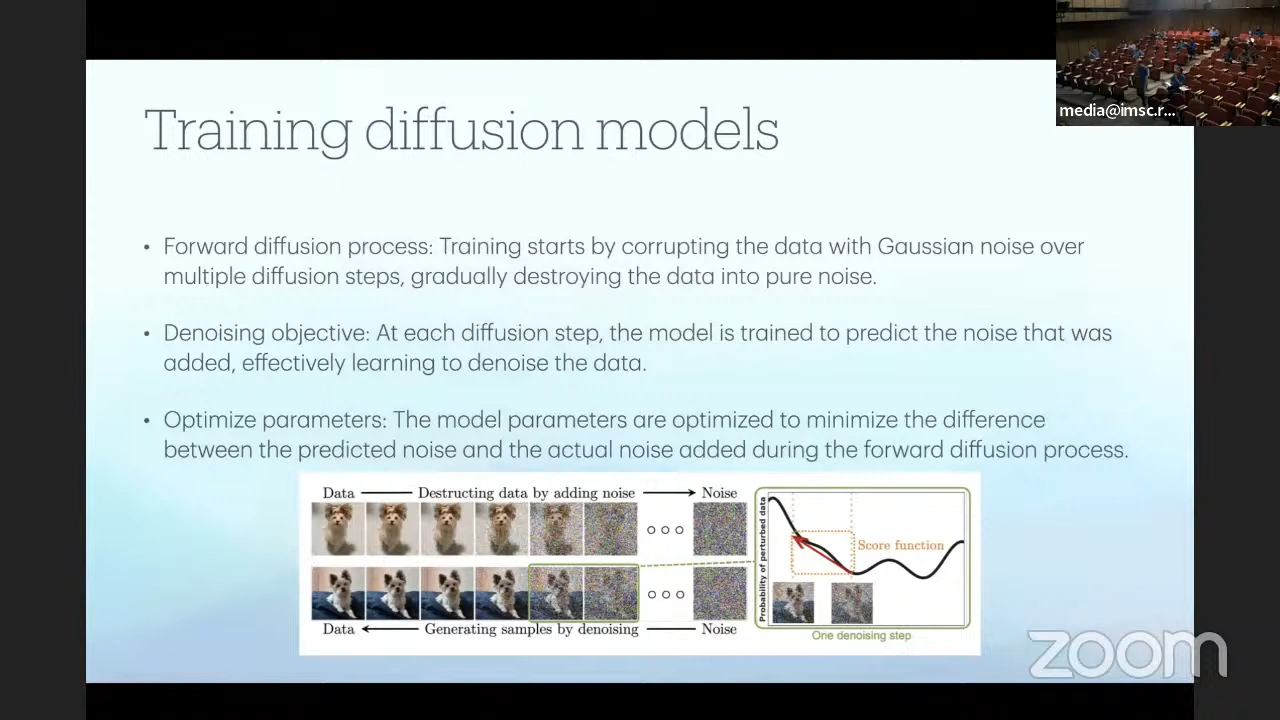 media@imsc.r...
Training diffusion models
• Forward diffusion process: Training starts by corrupting the data with Gaussian noise over
multiple diffusion steps, gradually destroying the data into pure noise.
• Denoising objective: At each diffusion step, the model is trained to predict the noise that was
added, effectively learning to denoise the data.
• Optimize parameters: The model parameters are optimized to minimize the difference
between the predicted noise and the actual noise added during the forward diffusion process.
Data Destructing data by adding noise Noise
Data Generating samples by denoising Noise
Probability of perturbed data
Score function
One denoising step
zoom